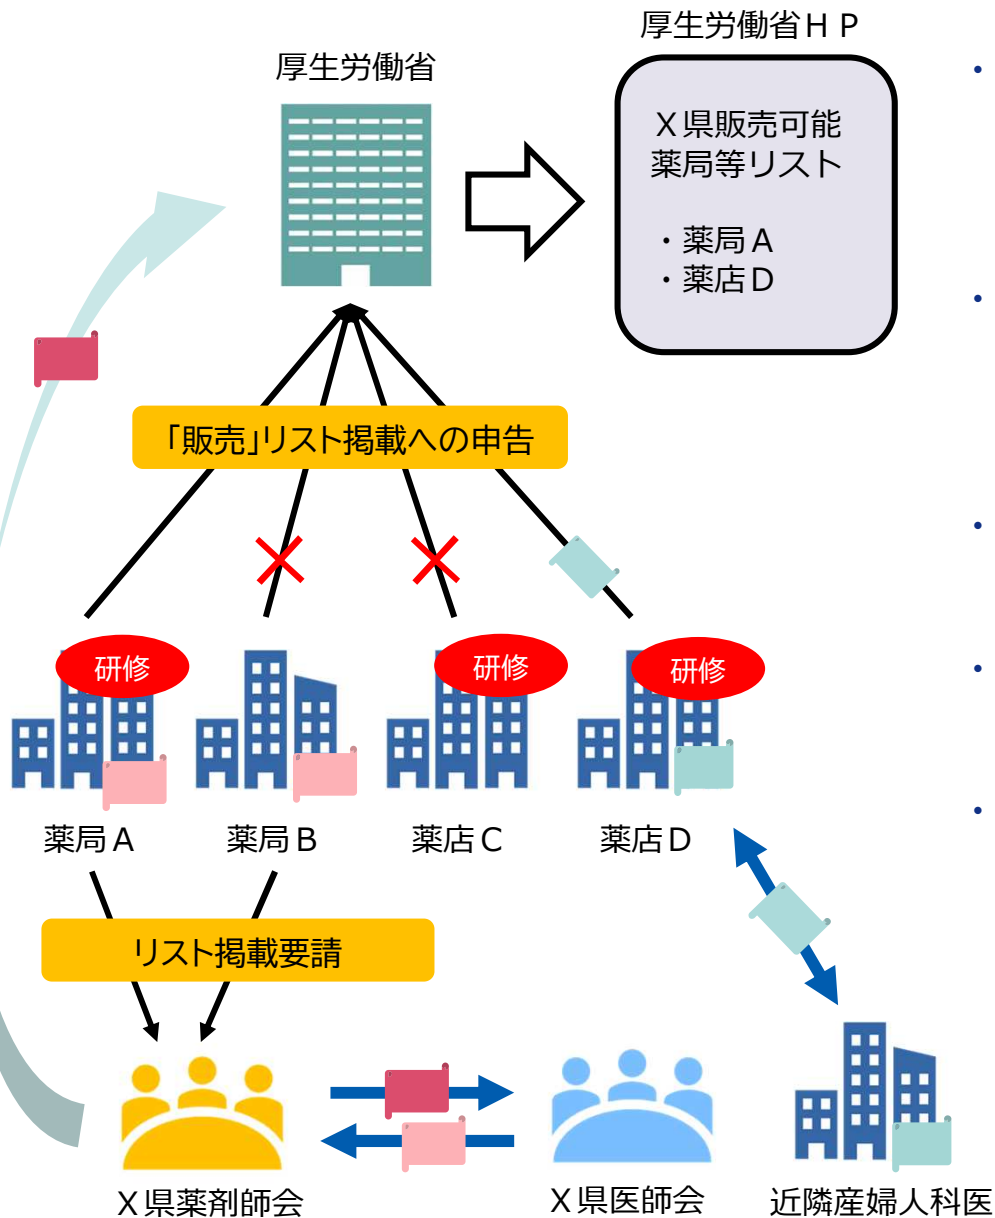 厚生労働省ＨＰ
厚生労働省
Ｘ県販売可能
薬局等リスト
・薬局Ａ
・薬店Ｄ
「販売」リスト掲載への申告
研修
研修
研修
薬局Ａ
薬局Ｂ
薬店Ｃ
薬店Ｄ
リスト掲載要請
Ｘ県薬剤師会
Ｘ県医師会
近隣産婦人科医